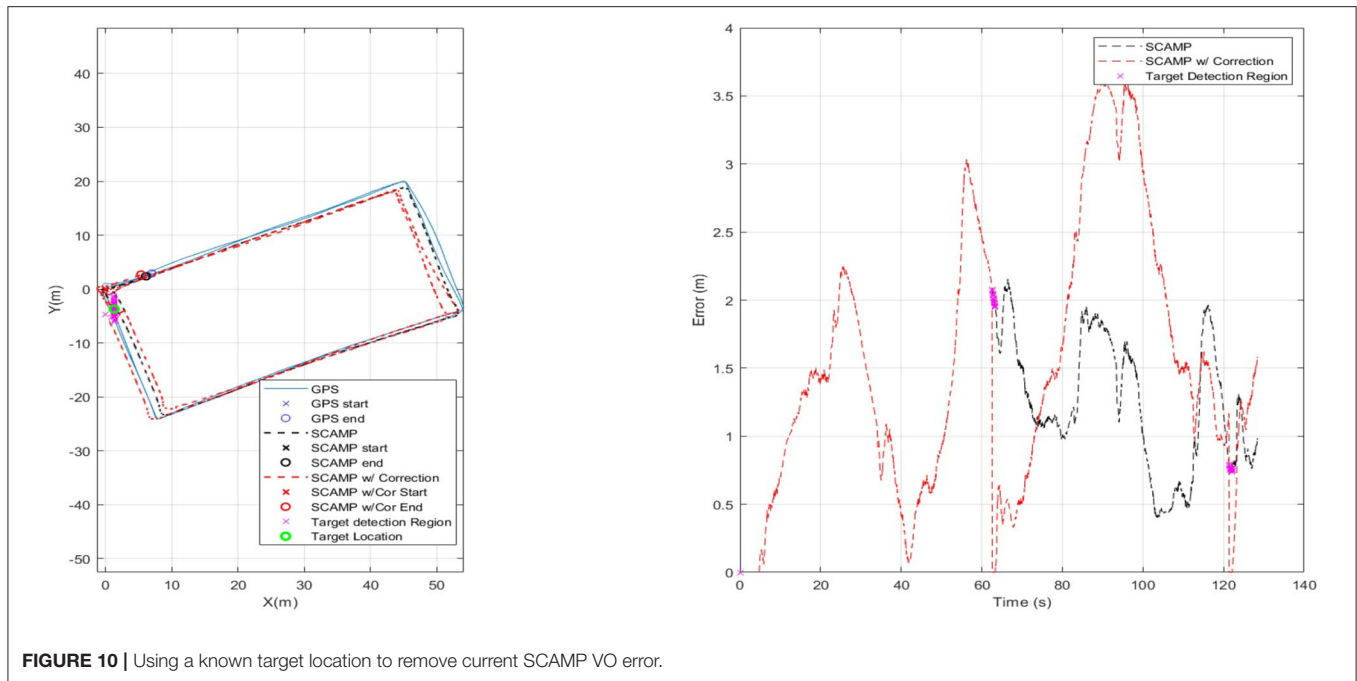 40
30
20
10
0
-10
-20
-30
-40
-50
Y(m)
0
10
20
30
40
50
X(m)
GPS
GPS start
GPS end
SCAMP
SCAMP start
SCAMP end
SCAMP w/ Correction
SCAMP w/Cor Start
SCAMP w/Cor End
Target detection Region
Target Location
4
3.5
3
2.5
2
1.5
1
0.5
0
Error (m)
0
20
40
60
80
100
120
140
Time (s)
SCAMP
SCAMP w/ Correction
Target Detection Region
FIGURE 10 | Using a known target location to remove current SCAMP VO error.